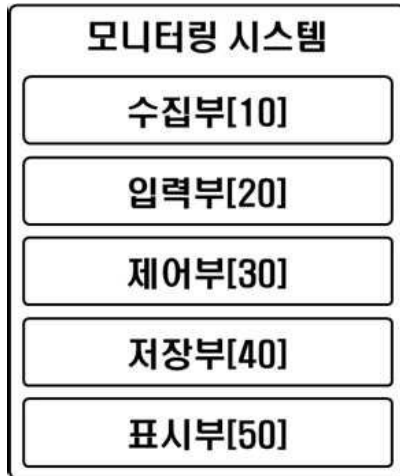 모니터링 시스템
수집부[10]
입력부[20]
제어부[30]
저장부[40]
표시부[50]